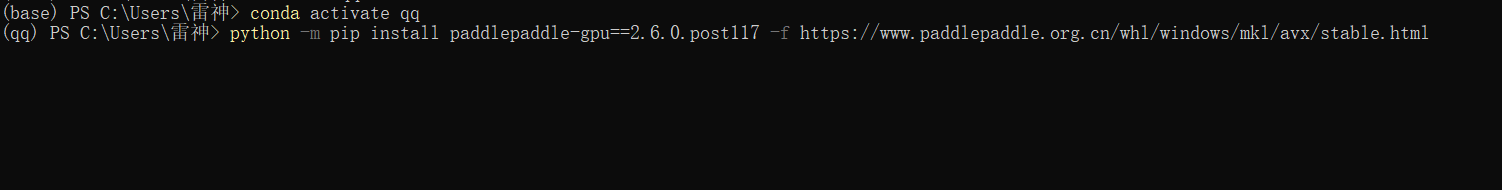 (base) PS C:\Users\雷神> conda activate qq
(qq) PS C:\Users\雷神> python -m pip install paddlepaddle-gpu==2.6.0.post117 -f https://www.paddlepaddle.org.cn/whl/windows/mkl/avx/stable.html